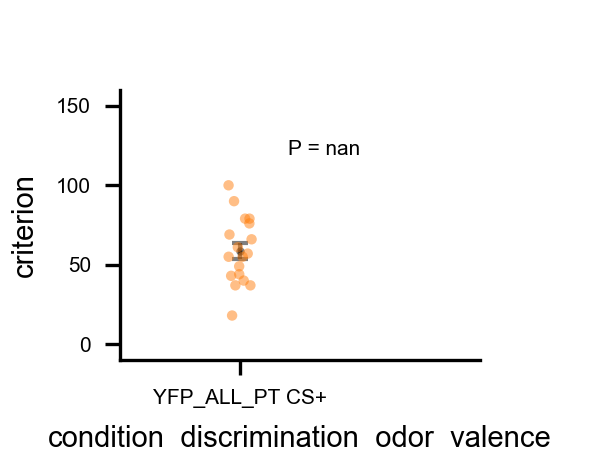 150
P = nan
100
criterion
50
0
YFP_ALL_PT CS+
condition discrimination odor valence